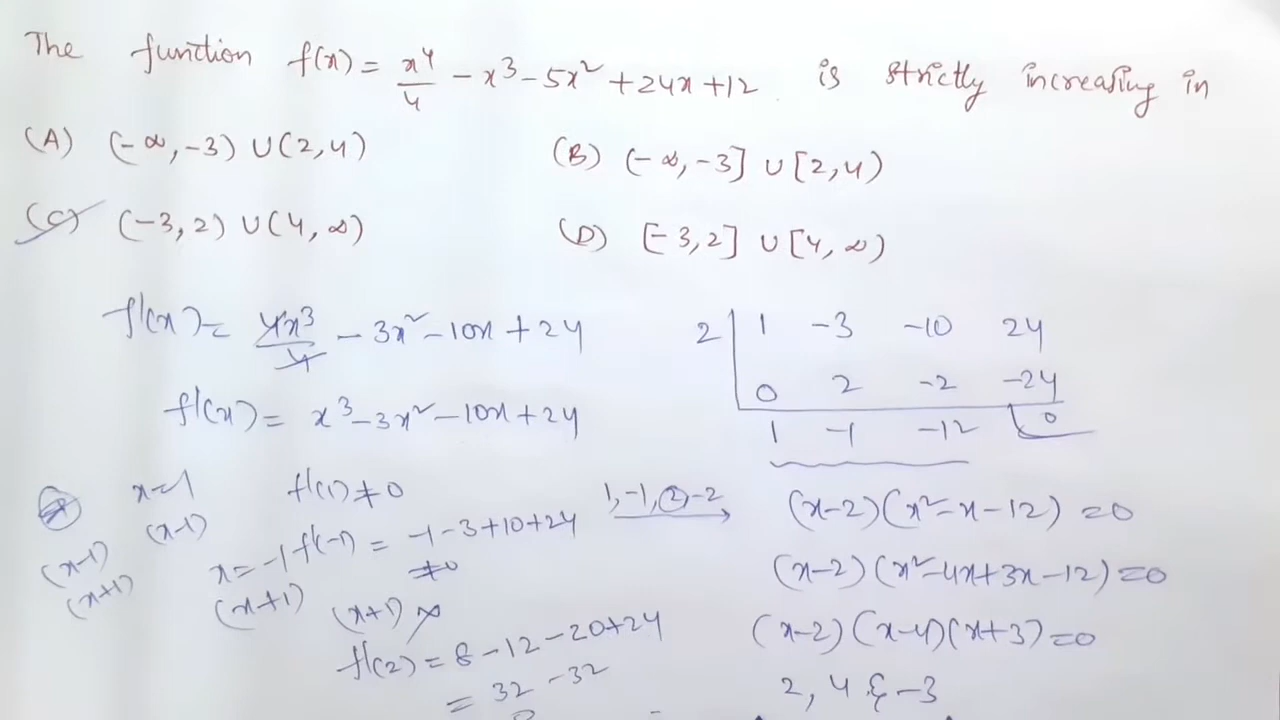 The function f(x) = x⁴/4 - x³ - 5x² + 24x + 12 is strictly increasing in
(A) (-∞, -3) ∪ (2, 4)
(B) (-∞, -3] ∪ [2, 4)
(C) (-3, 2) ∪ (4, ∞)
(D) [-3, 2] ∪ [4, ∞)
f'(x) = 4x³/4 - 3x² - 10x + 24
f'(x) = x³ - 3x² - 10x + 24
2 | 1 -3 -10 24
0 2 -2 -24
1 -1 -12 0
x=1 f'(1) ≠ 0
(x-1)
(x-1)
(x+1)
x=-1 f'(-1) = -1-3+10+24
≠0
(x+1)
(x+1) ×
1, -1, 2, -2 →
f'(2) = 8 - 12 - 20 + 24
= 32 - 32
(x-2)(x²-x-12) = 0
(x-2)(x²-4x+3x-12) = 0
(x-2)(x-4)(x+3) = 0
2, 4 & -3